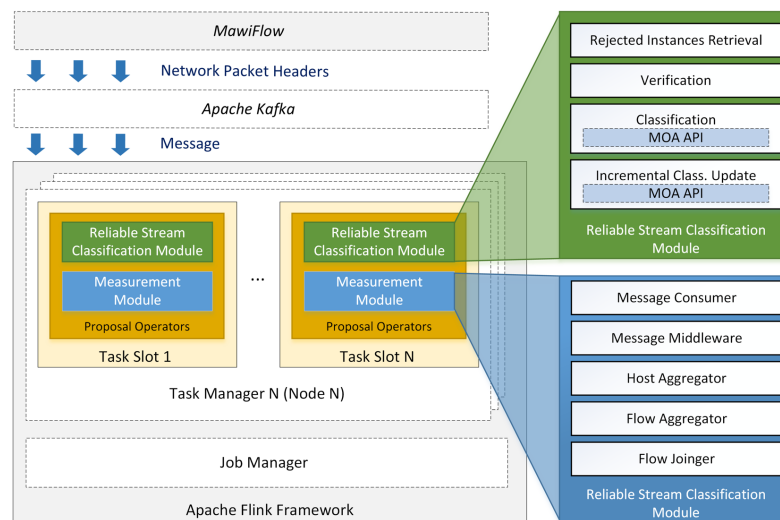 MawiFlow
Network Packet Headers
Apache Kafka
Message
Reliable Stream
Classification Module
Measurement
Module
Proposal Operators
Task Slot 1
...
Reliable Stream
Classification Module
Measurement
Module
Proposal Operators
Task Slot N
Task Manager N (Node N)
Job Manager
Apache Flink Framework
Rejected Instances Retrieval
Verification
Classification
MOA API
Incremental Class. Update
MOA API
Reliable Stream Classification
Module
Message Consumer
Message Middleware
Host Aggregator
Flow Aggregator
Flow Joinger
Reliable Stream Classification
Module